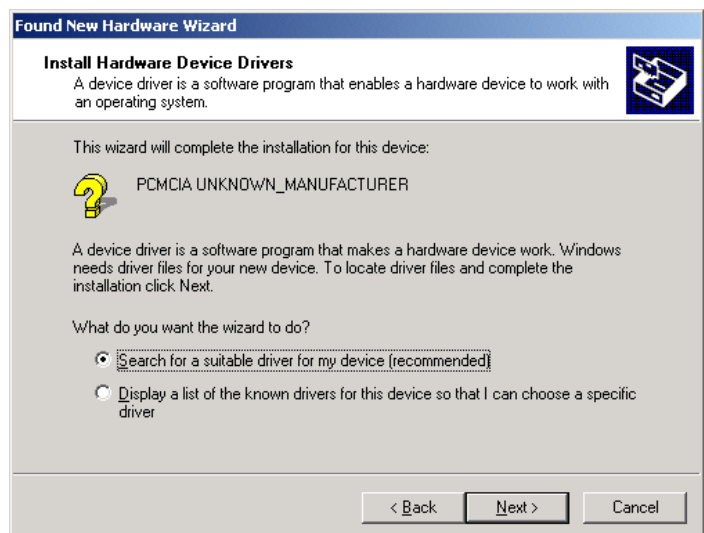 Found New Hardware Wizard
Install Hardware Device Drivers
A device driver is a software program that enables a hardware device to work with
an operating system.
This wizard will complete the installation for this device:
PCMCIA UNKNOWN_MANUFACTURER
A device driver is a software program that makes a hardware device work. Windows
needs driver files for your new device. To locate driver files and complete the
installation click Next.
What do you want the wizard to do?
Search for a suitable driver for my device (recommended)
Display a list of the known drivers for this device so that I can choose a specific
driver
< Back Next > Cancel